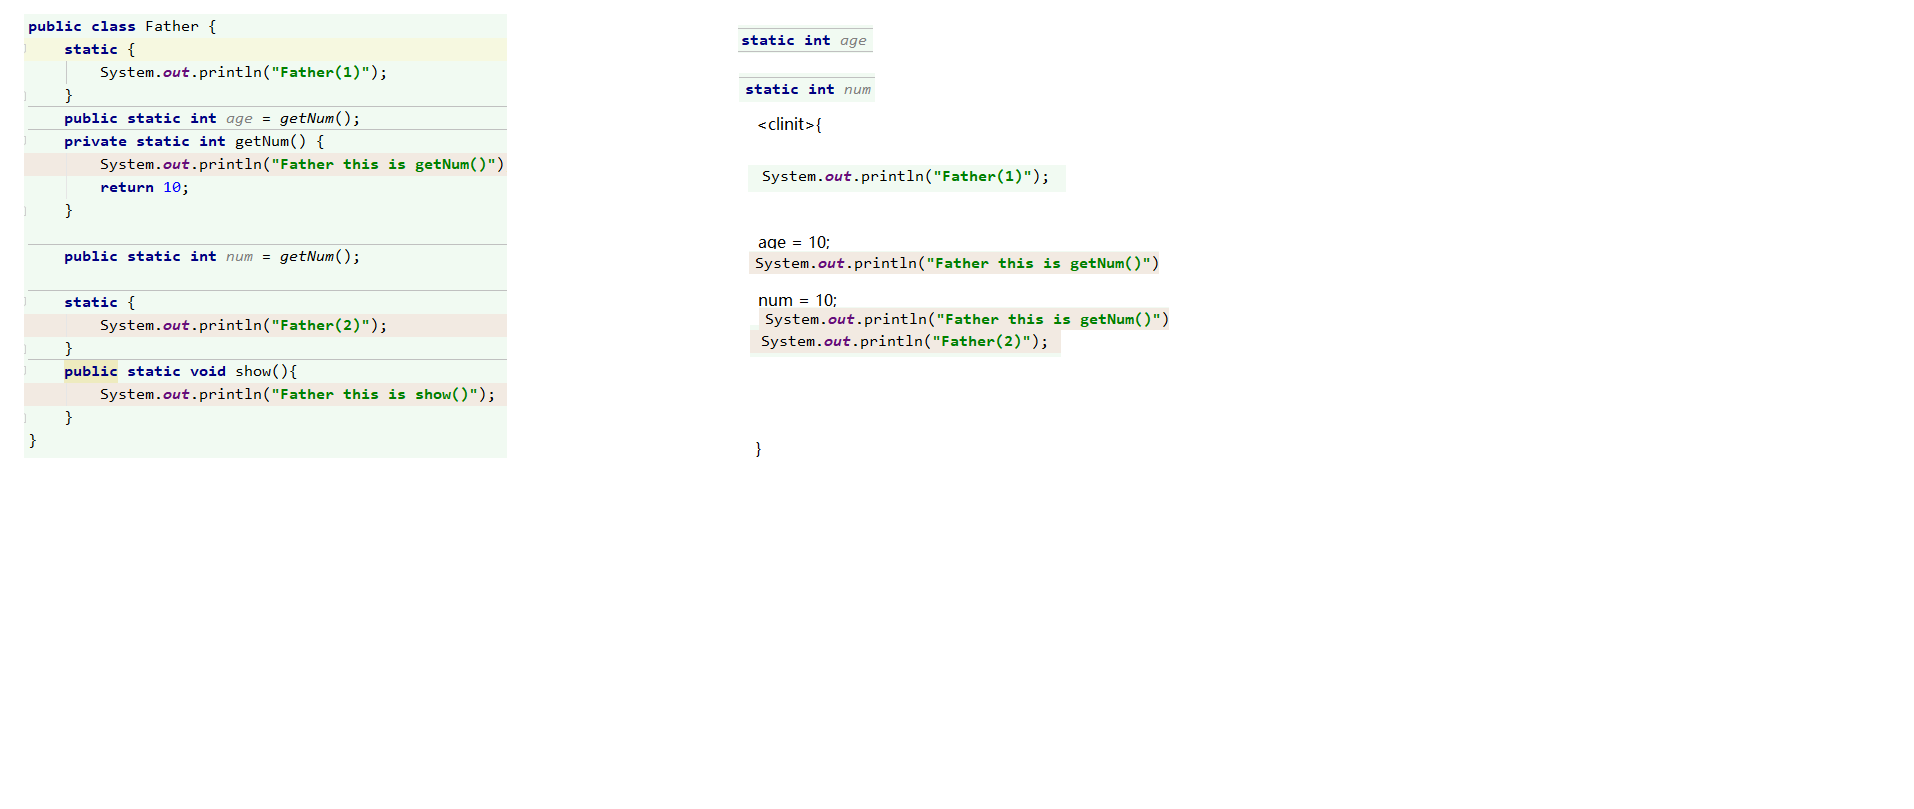 public class Father {
static {
System.out.println("Father(1)");
}
public static int age = getNum();
private static int getNum() {
System.out.println("Father this is getNum()")
return 10;
}
public static int num = getNum();
static {
System.out.println("Father(2)");
}
public static void show(){
System.out.println("Father this is show()");
}
}
static int age
static int num
<clinit>{
System.out.println("Father(1)");
age = 10;
System.out.println("Father this is getNum()")
num = 10;
System.out.println("Father this is getNum()")
System.out.println("Father(2)");
}